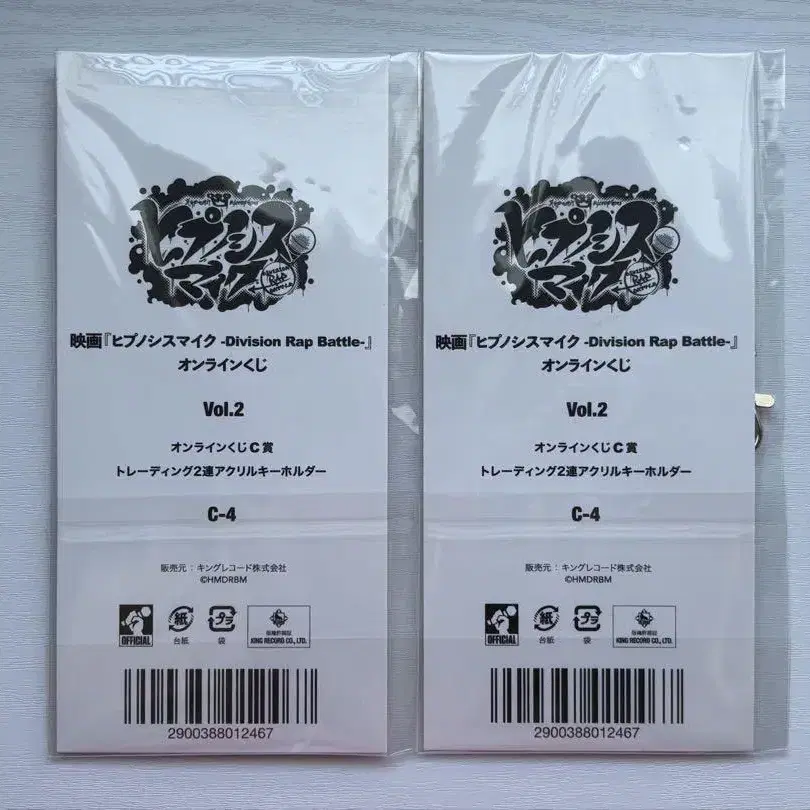 ヒプノシス
マイク
DIVISION
RAP
BATTLE
映画『ヒプノシスマイク -Division Rap Battle-』
オンラインくじ
Vol.2
オンラインくじC賞
トレーディング2連アクリルキーホルダー
C-4
販売元：キングレコード株式会社
©HMDRBM
OFFICIAL
紙
台紙
プラ
袋
KING RECORD CO., LTD.
2900388012467
ヒプノシス
マイク
DIVISION
RAP
BATTLE
映画『ヒプノシスマイク -Division Rap Battle-』
オンラインくじ
Vol.2
オンラインくじC賞
トレーディング2連アクリルキーホルダー
C-4
販売元：キングレコード株式会社
©HMDRBM
OFFICIAL
紙
台紙
プラ
袋
KING RECORD CO., LTD.
2900388012467